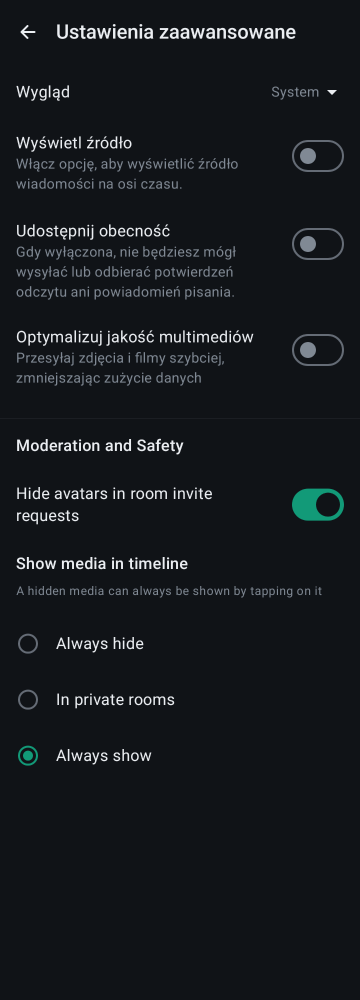 Ustawienia zaawansowane
Wygląd
System
Wyświetl źródło
Włącz opcję, aby wyświetlić źródło
wiadomości na osi czasu.
Udostępnij obecność
Gdy wyłączona, nie będziesz mógł
wysyłać lub odbierać potwierdzeń
odczytu ani powiadomień pisania.
Optymalizuj jakość multimediów
Przesyłaj zdjęcia i filmy szybciej,
zmniejszając zużycie danych
Moderation and Safety
Hide avatars in room invite
requests
Show media in timeline
A hidden media can always be shown by tapping on it
Always hide
In private rooms
Always show